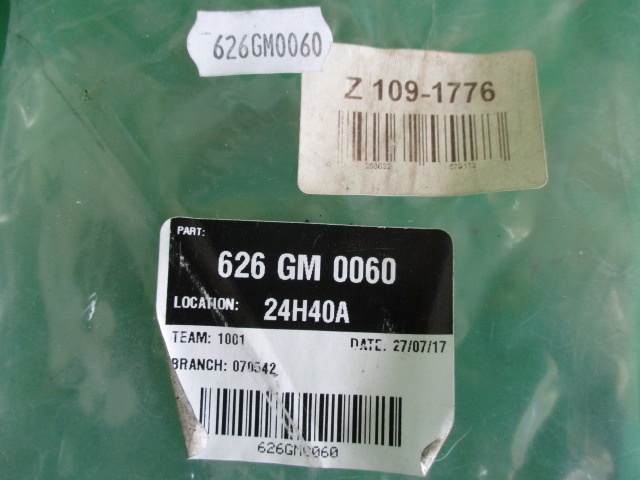 626GM0060
Z 109-1776
PART:
626 GM 0060
LOCATION: 24H40A
TEAM: 1001 DATE: 27/07/17
BRANCH: 070542
626GM0060